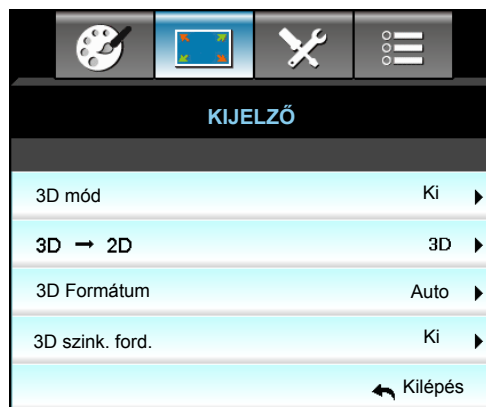 KIJELZŐ
3D mód Ki
3D → 2D 3D
3D Formátum Auto
3D szink. ford. Ki
Kilépés